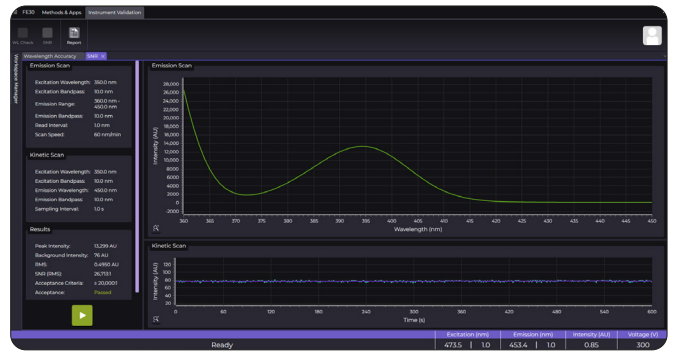 FE30 Methods & Apps Instrument Validation
SNR Report
Wavelength Accuracy SNR ×
Workspace Manager
Emission Scan
Excitation Wavelength: 350.0 nm
Excitation Bandpass: 10.0 nm
Emission Range: 360.0 nm -
450.0 nm
Emission Bandpass: 10.0 nm
Read Interval: 1.0 nm
Scan Speed: 60 nm/min
Kinetic Scan
Excitation Wavelength: 350.0 nm
Excitation Bandpass: 10.0 nm
Emission Wavelength: 450.0 nm
Emission Bandpass: 10.0 nm
Sampling Interval: 1.0 s
Results
Peak Intensity: 13,299 AU
Background Intensity: 76 AU
RMS: 0.4950 AU
SNR (RMS): 26,713:1
Acceptance Criteria: ≥ 20,000:1
Acceptance: Passed
Emission Scan
Intensity (AU)
28,000
26,000
24,000
22,000
20,000
18,000
16,000
14,000
12,000
10,000
8000
6000
4000
2000
0
2000
360 365 370 375 380 385 390 395 400 405 410 415 420 425 430 435 440 445 450
Wavelength (nm)
Kinetic Scan
Intensity (AU)
120
100
80
60
40
20
0 60 120 180 240 300 360 420 480 540 600
Time (s)
Excitation (nm) Emission (nm) Intensity (AU) Voltage (V)
Ready 473.5 | 1.0 453.4 | 1.0 0.85 300